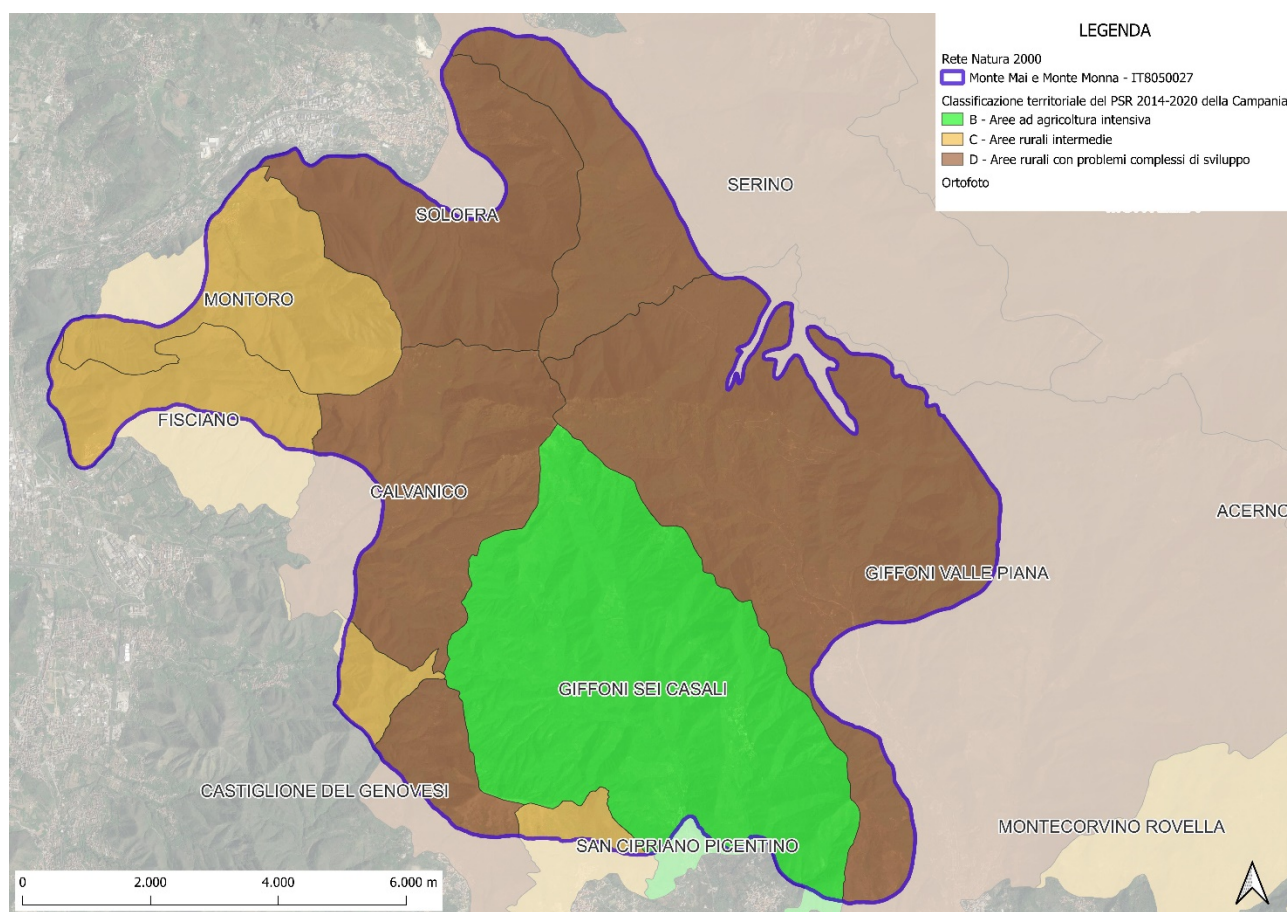 LEGENDA
Rete Natura 2000
Monte Mai e Monte Monna - IT8050027
Classificazione territoriale del PSR 2014-2020 della Campania
B - Aree ad agricoltura intensiva
C - Aree rurali intermedie
D - Aree rurali con problemi complessi di sviluppo
Ortofoto
SERINO
SOLOFRA
MONTORO
FISCIANO
CALVANICO
ACERNO
GIFFONI VALLE PIANA
GIFFONI SEI CASALI
CASTIGLIONE DEL GENOVESI
MONTECORVINO ROVELLA
SAN CIPRIANO PICENTINO
0 2.000 4.000 6.000 m